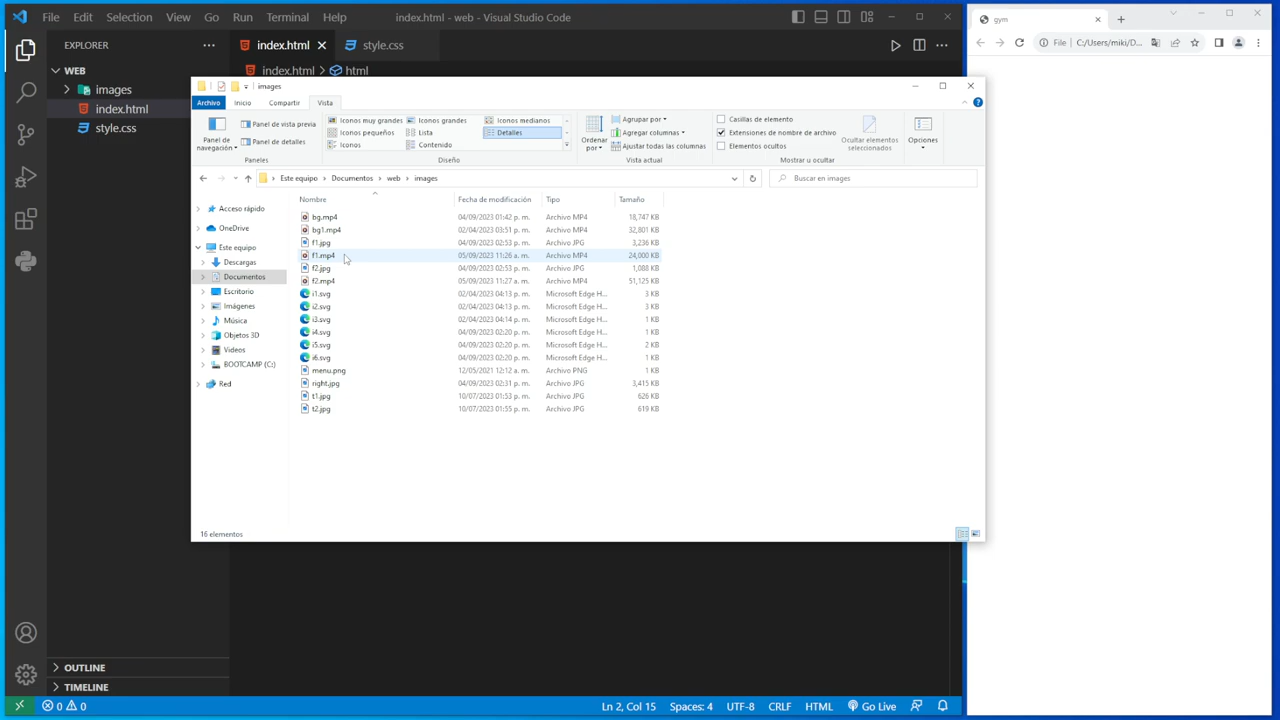 File Edit Selection View Go Run Terminal Help
index.html - web - Visual Studio Code
gym
EXPLORER
index.html
style.css
File C:/Users/miki/D...
WEB
index.html > html
images
index.html
style.css
images
Archivo Inicio Compartir Vista
Panel de navegación
Panel de vista previa
Panel de detalles
Paneles
Iconos muy grandes Iconos grandes Iconos medianos
Iconos pequeños Lista Detalles
Iconos Contenido
Diseño
Ordenar por
Agrupar por
Agregar columnas
Ajustar todas las columnas
Vista actual
Casillas de elemento
Extensiones de nombre de archivo
Elementos ocultos
Ocultar elementos seleccionados
Mostrar u ocultar
Opciones
Este equipo > Documentos > web > images
Buscar en images
Nombre Fecha de modificación Tipo Tamaño
Acceso rápido
OneDrive
Este equipo
Descargas
Documentos
Escritorio
Imágenes
Música
Objetos 3D
Videos
BOOTCAMP (C:)
Red
bg.mp4 04/09/2023 01:42 p. m. Archivo MP4 18,747 KB
bg1.mp4 02/04/2023 03:51 p. m. Archivo MP4 32,801 KB
f1.jpg 04/09/2023 02:53 p. m. Archivo JPG 3,236 KB
f1.mp4 05/09/2023 11:26 a. m. Archivo MP4 24,000 KB
f2.jpg 04/09/2023 02:53 p. m. Archivo JPG 1,088 KB
f2.mp4 05/09/2023 11:27 a. m. Archivo MP4 51,125 KB
i1.svg 02/04/2023 04:13 p. m. Microsoft Edge H... 3 KB
i2.svg 02/04/2023 04:13 p. m. Microsoft Edge H... 3 KB
i3.svg 02/04/2023 04:14 p. m. Microsoft Edge H... 1 KB
i4.svg 04/09/2023 02:20 p. m. Microsoft Edge H... 1 KB
i5.svg 04/09/2023 02:20 p. m. Microsoft Edge H... 2 KB
i6.svg 04/09/2023 02:20 p. m. Microsoft Edge H... 1 KB
menu.png 12/05/2021 12:12 a. m. Archivo PNG 1 KB
right.jpg 04/09/2023 02:31 p. m. Archivo JPG 3,415 KB
t1.jpg 10/07/2023 01:53 p. m. Archivo JPG 626 KB
t2.jpg 10/07/2023 01:55 p. m. Archivo JPG 619 KB
16 elementos
OUTLINE
TIMELINE
0 0
Ln 2, Col 15 Spaces: 4 UTF-8 CRLF HTML Go Live